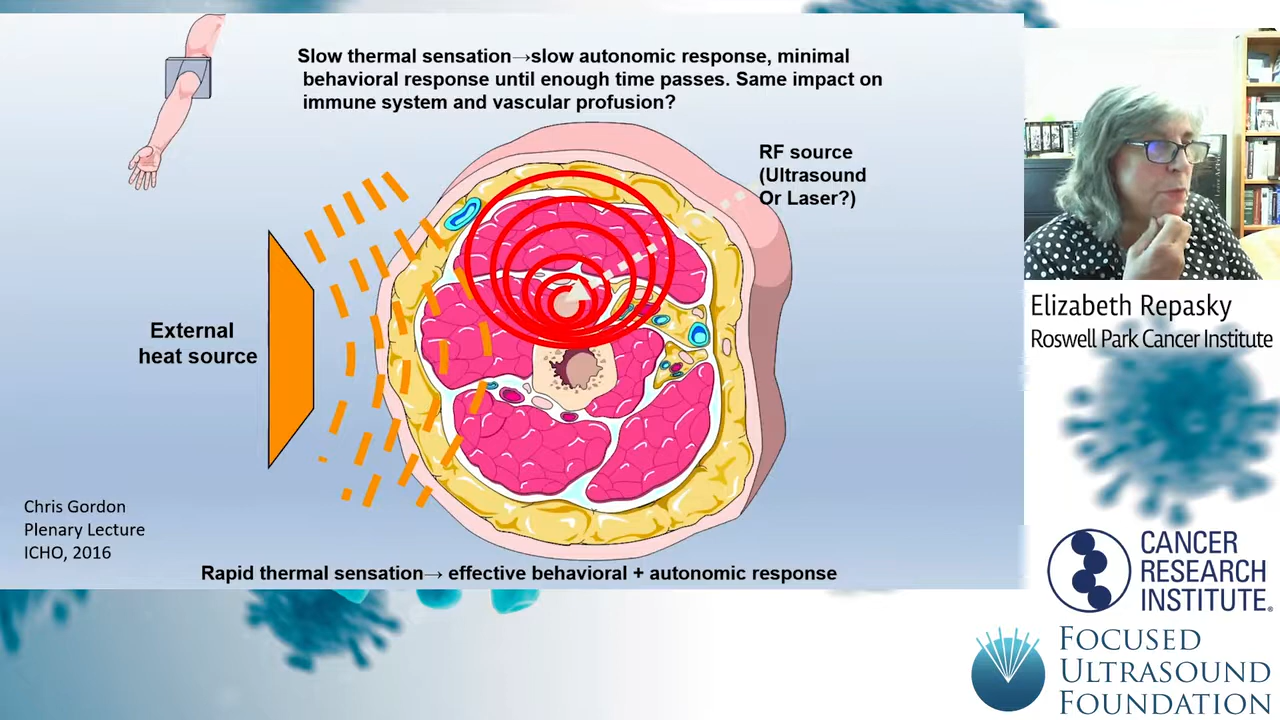 Slow thermal sensation→slow autonomic response, minimal
behavioral response until enough time passes. Same impact on
immune system and vascular profusion?
RF source
(Ultrasound
Or Laser?)
External
heat source
Chris Gordon
Plenary Lecture
ICHO, 2016
Rapid thermal sensation→ effective behavioral + autonomic response
Elizabeth Repasky
Roswell Park Cancer Institute
CANCER
RESEARCH
INSTITUTE®
FOCUSED
ULTRASOUND
FOUNDATION